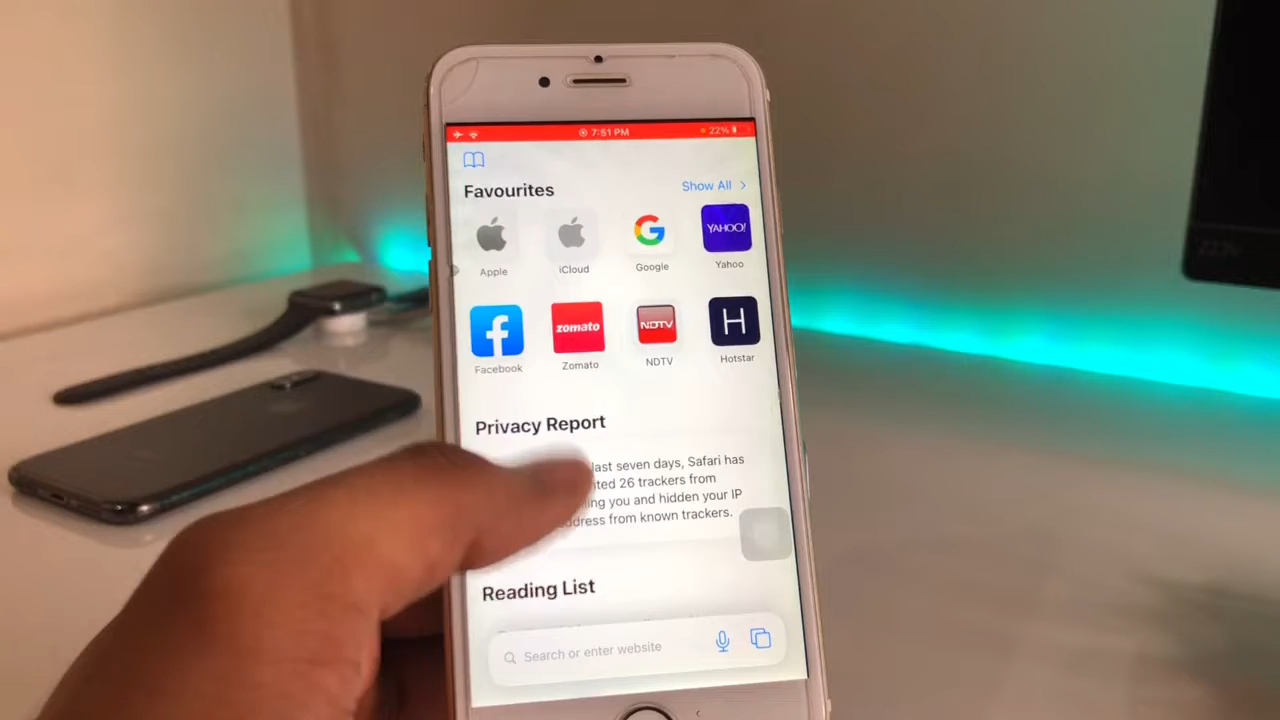 7:51 PM
22%
Favourites
Show All
Apple
iCloud
Google
YAHOO!
Yahoo
Facebook
zomato
Zomato
NDTV
NDTV
H
Hotstar
Privacy Report
last seven days, Safari has
26 trackers from
you and hidden your IP
address from known trackers.
Reading List
Search or enter website